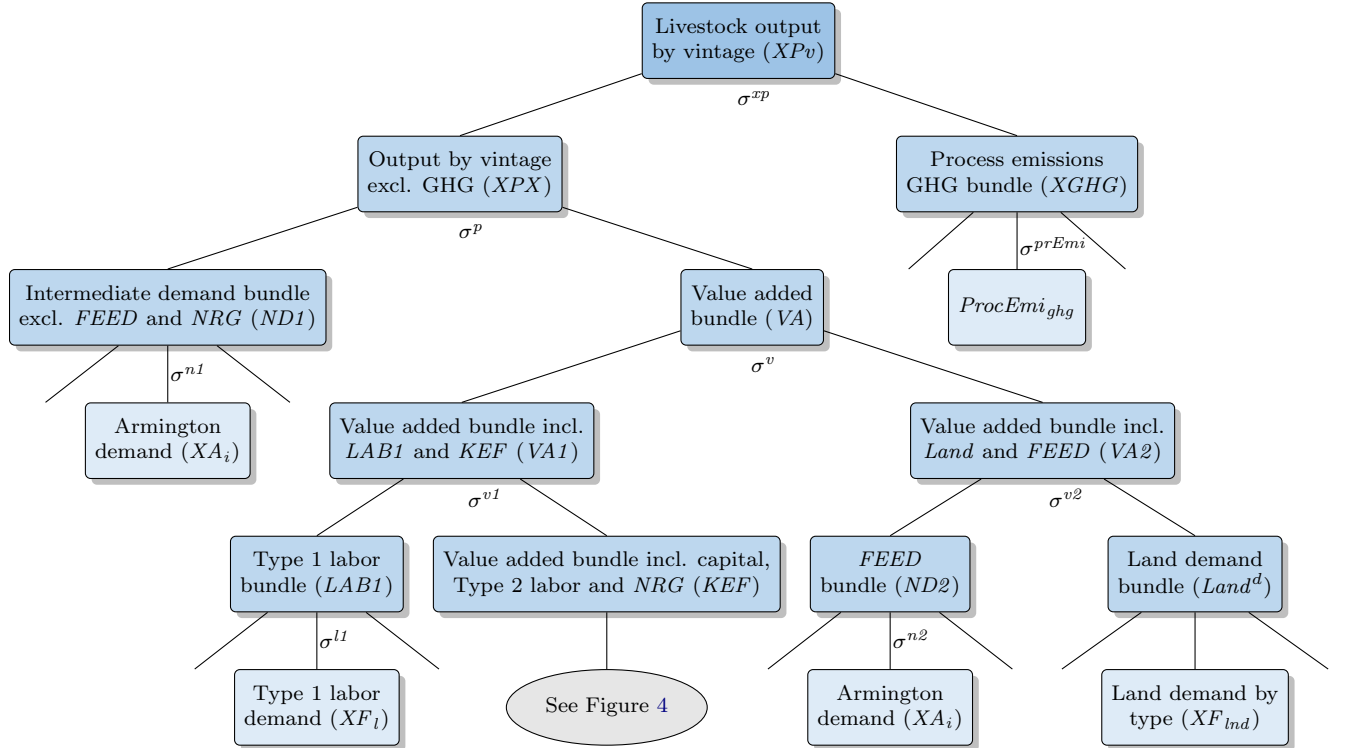 Livestock output
by vintage (XPv)
σ^xp
Output by vintage
excl. GHG (XPX)
Process emissions
GHG bundle (XGHG)
σ^p
σ^prEmi
Intermediate demand bundle
excl. FEED and NRG (ND1)
Value added
bundle (VA)
ProcEmi_ghg
σ^n1
σ^v
Armington
demand (XA_i)
Value added bundle incl.
LAB1 and KEF (VA1)
Value added bundle incl.
Land and FEED (VA2)
σ^v1
σ^v2
Type 1 labor
bundle (LAB1)
Value added bundle incl. capital,
Type 2 labor and NRG (KEF)
FEED
bundle (ND2)
Land demand
bundle (Land^d)
σ^l1
σ^n2
Type 1 labor
demand (XF_l)
See Figure 4
Armington
demand (XA_i)
Land demand by
type (XF_lnd)